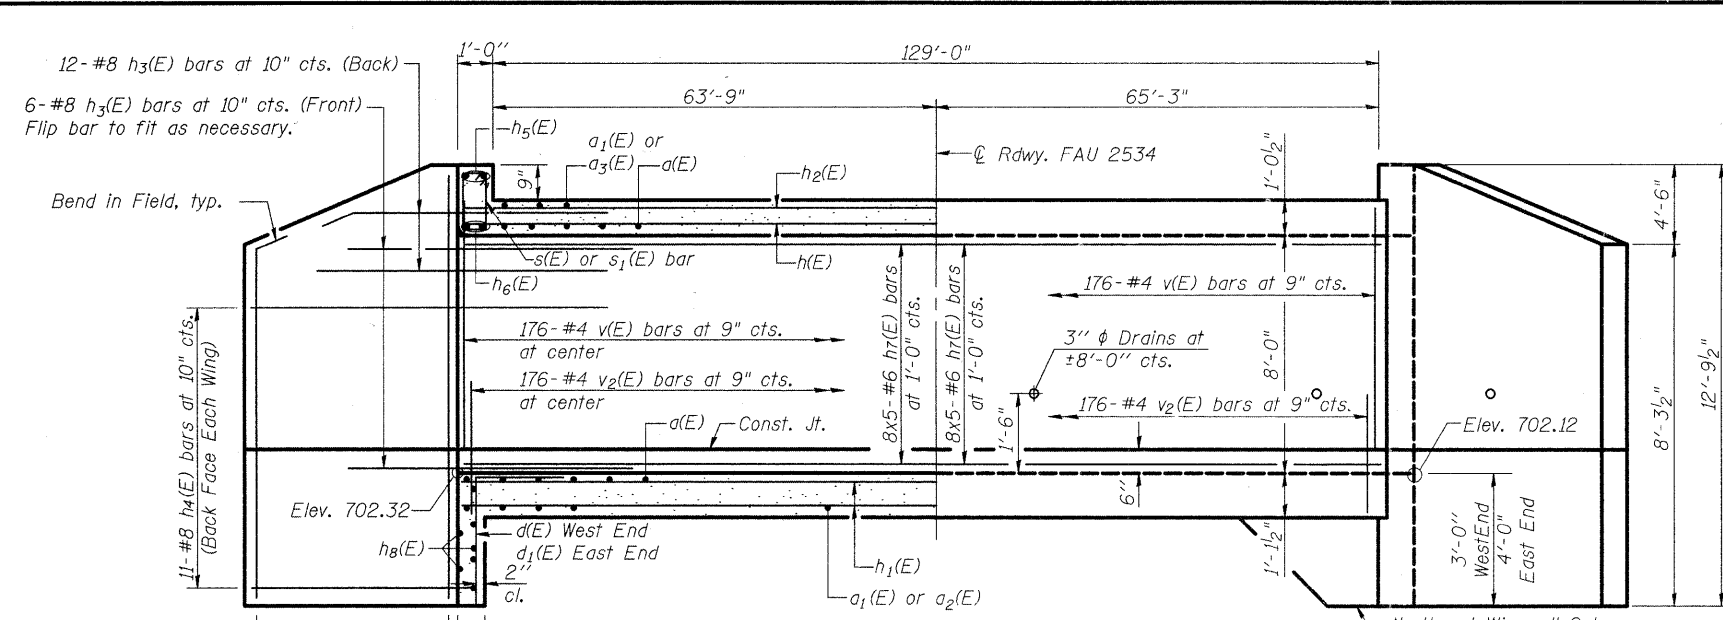 1'-0"
129'-0"
12-#8 h3(E) bars at 10" cts. (Back)
63'-9"
65'-3"
6-#8 h3(E) bars at 10" cts. (Front)
Flip bar to fit as necessary.
h5(E)
a1(E) or
a3(E)
a(E)
℄ Rdwy. FAU 2534
9"
h2(E)
1'-0½"
4'-6"
Bend in Field, typ.
s(E) or s1(E) bar
h(E)
h6(E)
176-#4 v(E) bars at 9" cts.
176-#4 v(E) bars at 9" cts.
at center
8x5-#6 h7(E) bars
at 1'-0" cts.
8x5-#6 h7(E) bars
at 1'-0" cts.
3" ϕ Drains at
±8'-0" cts.
8'-0"
12'-9½"
176-#4 v2(E) bars at 9" cts.
at center
176-#4 v2(E) bars at 9" cts.
11-#8 h4(E) bars at 10" cts.
(Back Face Each Wing)
a(E)
Const. Jt.
1'-6"
Elev. 702.12
8'-3½"
Elev. 702.32
6"
d(E) West End
d1(E) East End
h8(E)
2"
cl.
h1(E)
1'-1½"
3'-0"
West End
4'-0"
East End
a1(E) or a2(E)